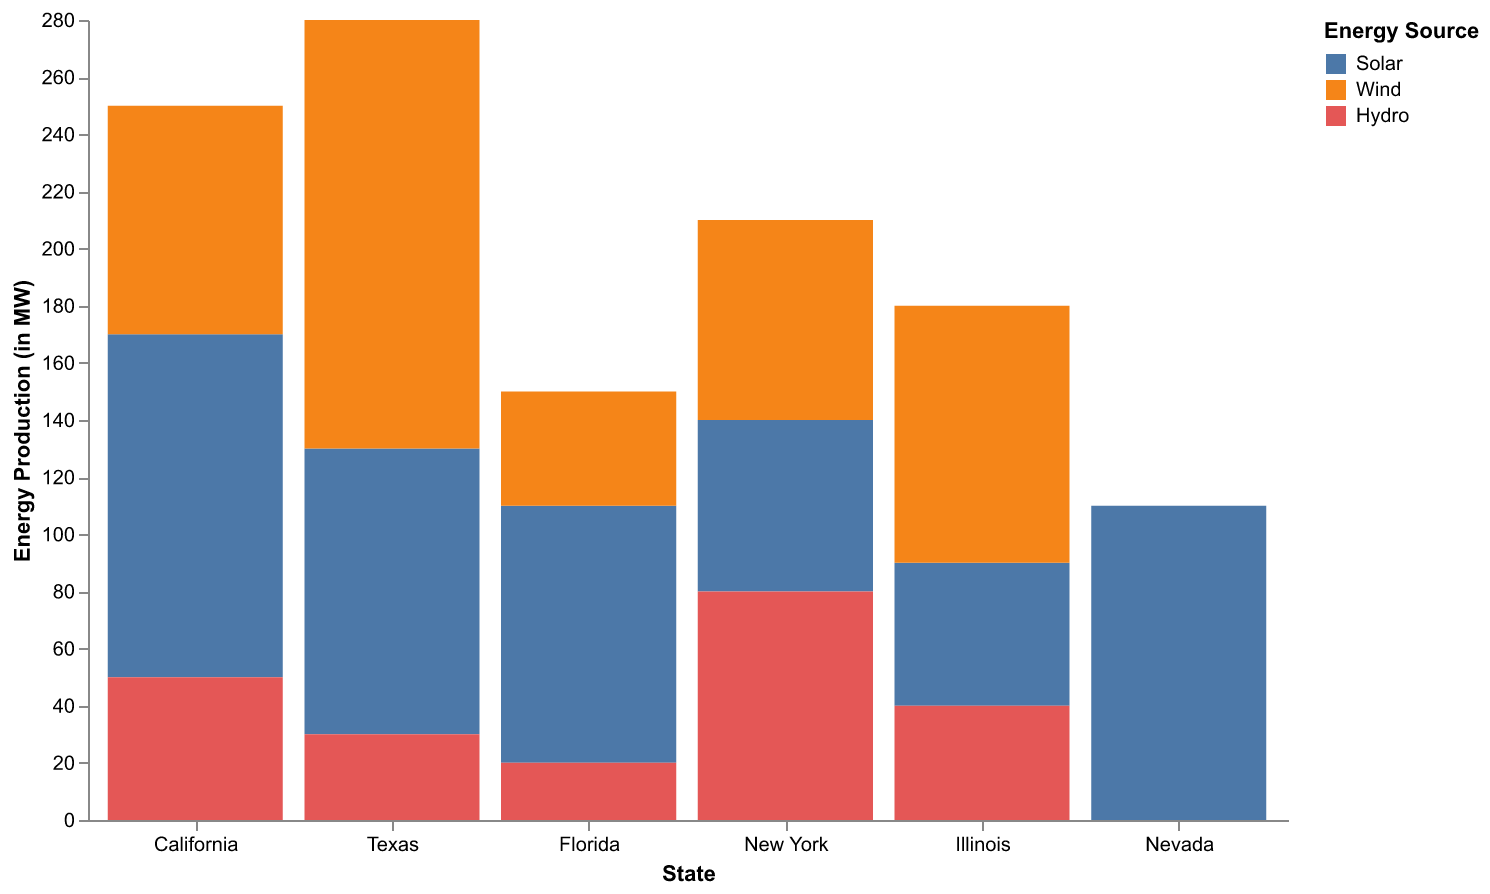 280
260
240
220
200
180
160
140
120
100
80
60
40
20
0
Energy Production (in MW)
California
Texas
Florida
New York
Illinois
Nevada
State
Energy Source
Solar
Wind
Hydro